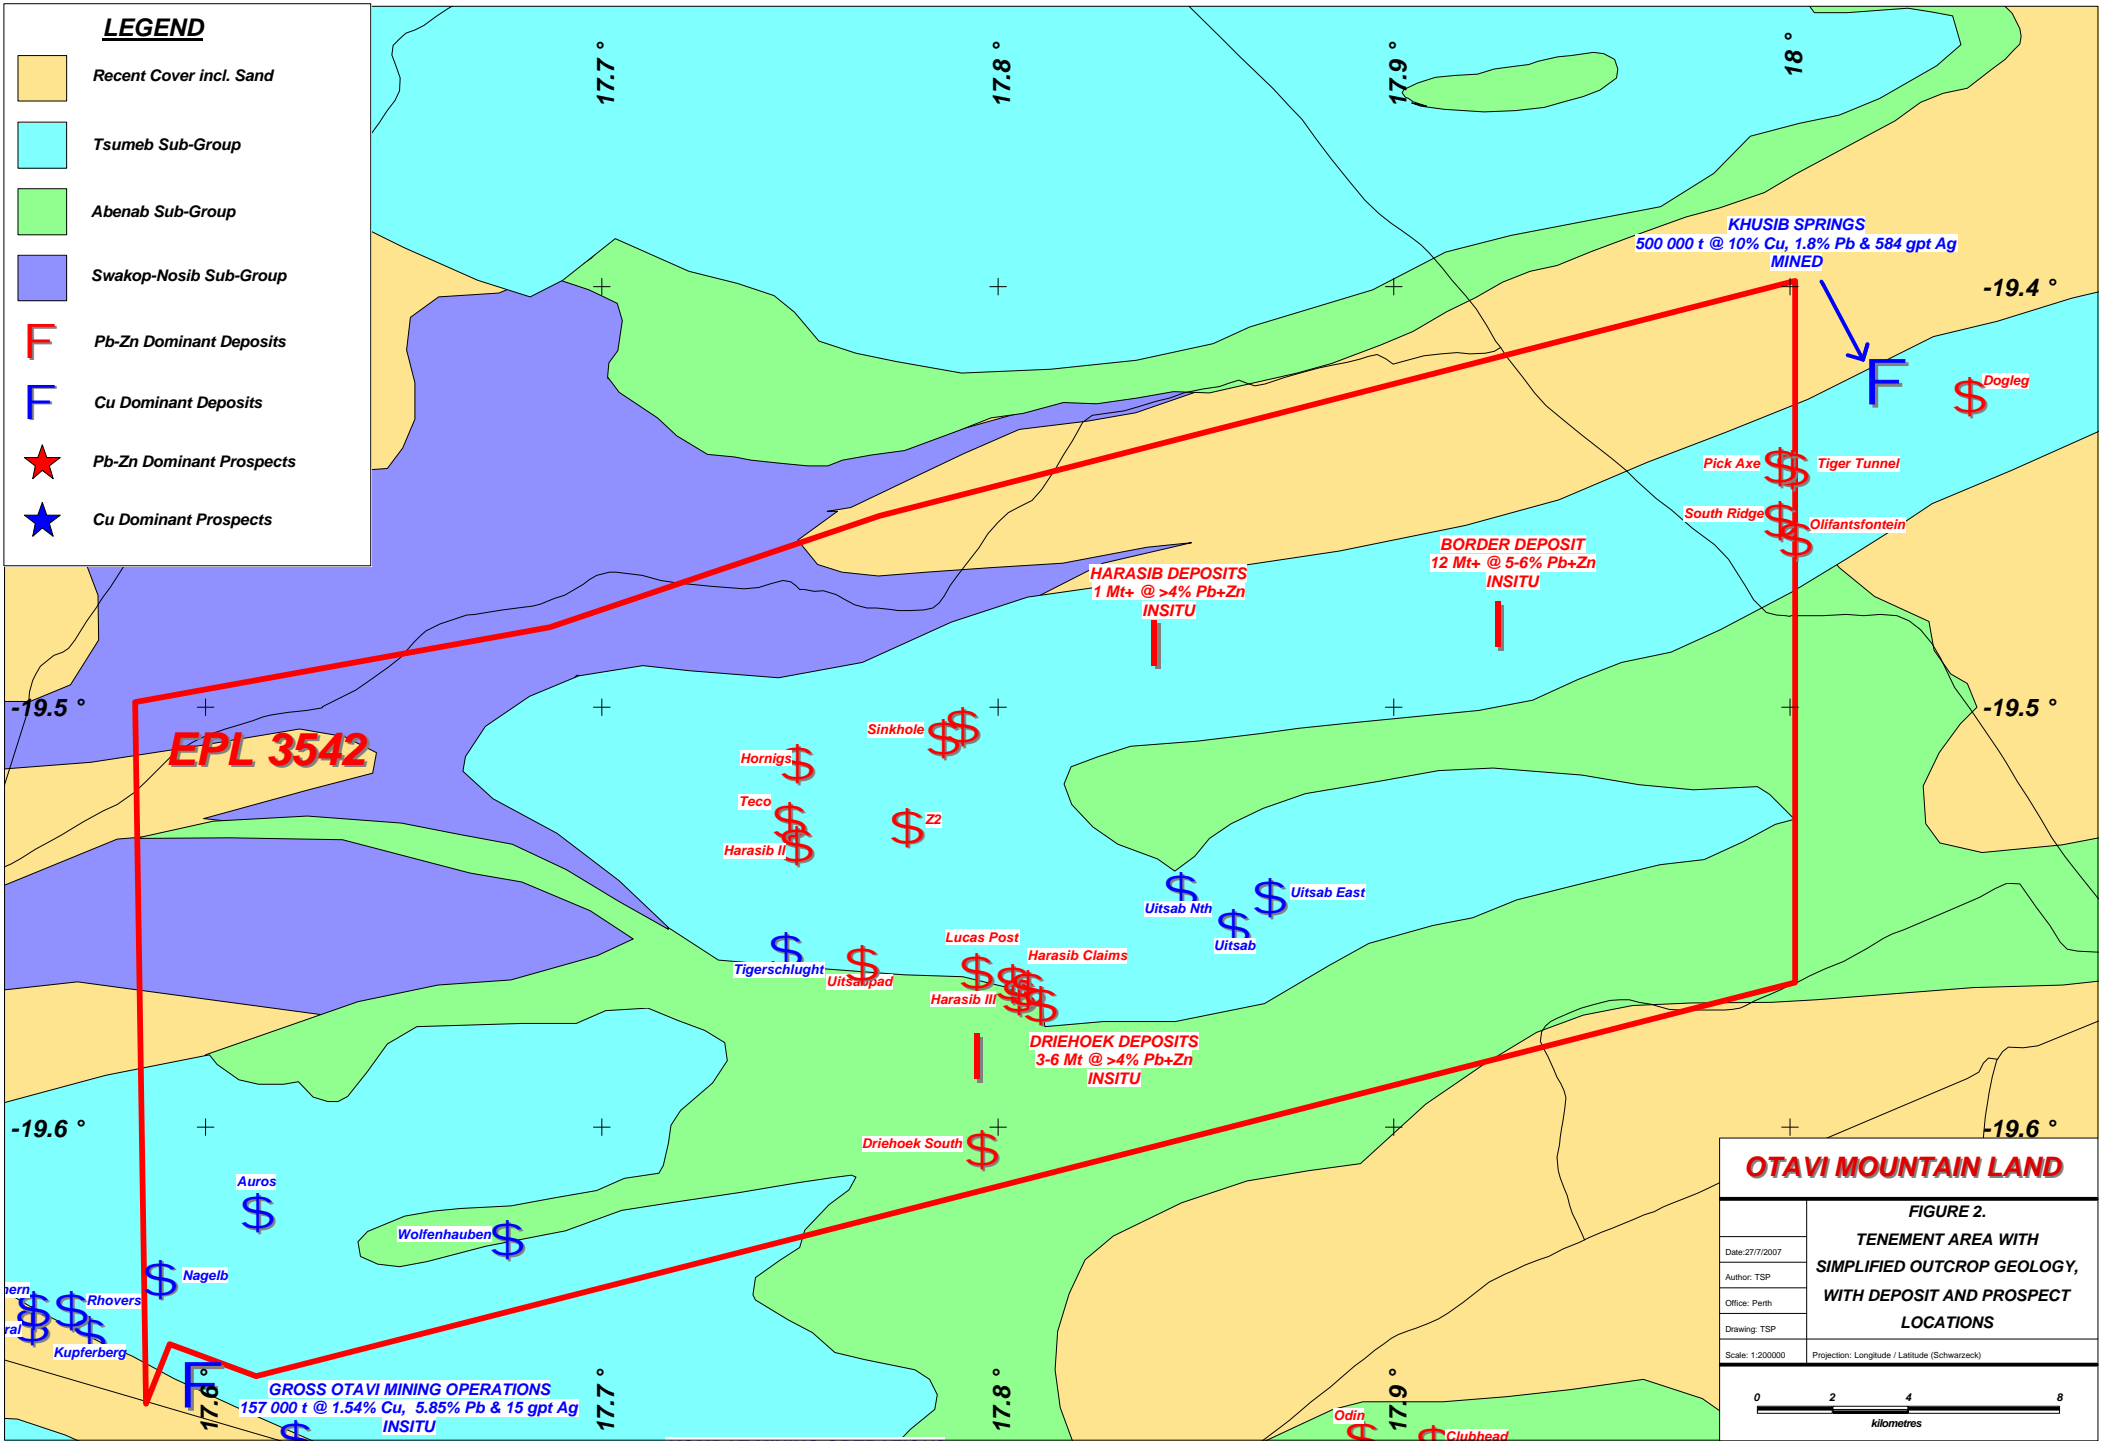 LEGEND
Recent Cover incl. Sand
Tsumeb Sub-Group
Abenab Sub-Group
Swakop-Nosib Sub-Group
F Pb-Zn Dominant Deposits
F Cu Dominant Deposits
Pb-Zn Dominant Prospects
Cu Dominant Prospects
17.7 °
17.8 °
17.9 °
18 °
KHUSIB SPRINGS
500 000 t @ 10% Cu, 1.8% Pb & 584 gpt Ag
MINED
-19.4 °
F
$ Dogleg
Pick Axe $ $ Tiger Tunnel
South Ridge $ $ Olifantsfontein
BORDER DEPOSIT
12 Mt+ @ 5-6% Pb+Zn
INSITU
HARASIB DEPOSITS
1 Mt+ @ >4% Pb+Zn
INSITU
-19.5 °
-19.5 °
EPL 3542
Sinkhole $ $
Hornigs $
Teco $
Z2 $
Harasib II $
Uitsab Nth $
Uitsab East $
Uitsab $
Lucas Post $
Harasib Claims $
Tigerschlught $
Uitsabpad $
Harasib III $ $ $
DRIEHOEK DEPOSITS
3-6 Mt @ >4% Pb+Zn
INSITU
-19.6 °
-19.6 °
Driehoek South $
Auros $
Wolfenhauben $
Nagelb $
hern $
Rhovers $
ral $
Kupferberg $
F
GROSS OTAVI MINING OPERATIONS
157 000 t @ 1.54% Cu, 5.85% Pb & 15 gpt Ag
INSITU
$
17.6 °
17.7 °
17.8 °
17.9 °
Odin $
$ Clubhead
OTAVI MOUNTAIN LAND
FIGURE 2.
TENEMENT AREA WITH
SIMPLIFIED OUTCROP GEOLOGY,
WITH DEPOSIT AND PROSPECT
LOCATIONS
Date:27/7/2007
Author: TSP
Office: Perth
Drawing: TSP
Scale: 1:200000
Projection: Longitude / Latitude (Schwarzeck)
0 2 4 8
kilometres